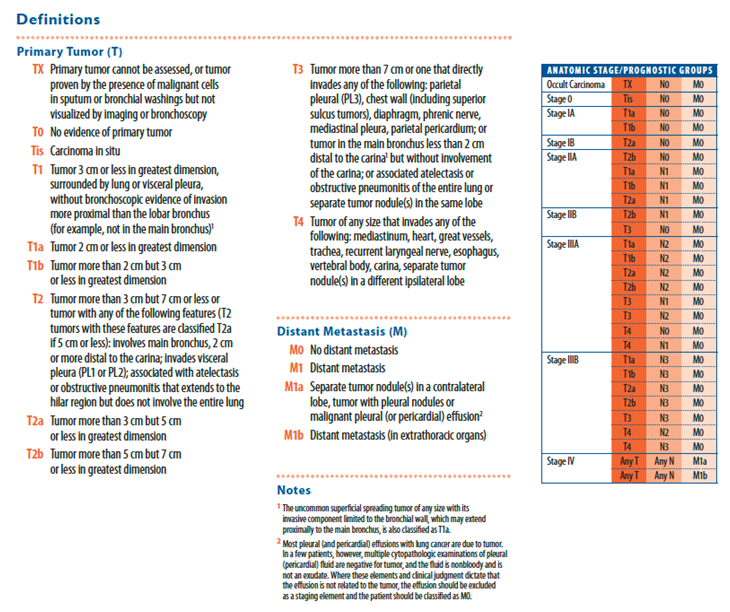 Definitions
Primary Tumor (T)
TX Primary tumor cannot be assessed, or tumor
proven by the presence of malignant cells
in sputum or bronchial washings but not
visualized by imaging or bronchoscopy
T0 No evidence of primary tumor
Tis Carcinoma in situ
T1 Tumor 3 cm or less in greatest dimension,
surrounded by lung or visceral pleura,
without bronchoscopic evidence of invasion
more proximal than the lobar bronchus
(for example, not in the main bronchus)¹
T1a Tumor 2 cm or less in greatest dimension
T1b Tumor more than 2 cm but 3 cm
or less in greatest dimension
T2 Tumor more than 3 cm but 7 cm or less or
tumor with any of the following features (T2
tumors with these features are classified T2a
if 5 cm or less): involves main bronchus, 2 cm
or more distal to the carina; invades visceral
pleura (PL1 or PL2); associated with atelectasis
or obstructive pneumonitis that extends to the
hilar region but does not involve the entire lung
T2a Tumor more than 3 cm but 5 cm
or less in greatest dimension
T2b Tumor more than 5 cm but 7 cm
or less in greatest dimension
T3 Tumor more than 7 cm or one that directly
invades any of the following: parietal
pleural (PL3), chest wall (including superior
sulcus tumors), diaphragm, phrenic nerve,
mediastinal pleura, parietal pericardium; or
tumor in the main bronchus less than 2 cm
distal to the carina¹ but without involvement
of the carina; or associated atelectasis or
obstructive pneumonitis of the entire lung or
separate tumor nodule(s) in the same lobe
T4 Tumor of any size that invades any of the
following: mediastinum, heart, great vessels,
trachea, recurrent laryngeal nerve, esophagus,
vertebral body, carina, separate tumor
nodule(s) in a different ipsilateral lobe
Distant Metastasis (M)
M0 No distant metastasis
M1 Distant metastasis
M1a Separate tumor nodule(s) in a contralateral
lobe, tumor with pleural nodules or
malignant pleural (or pericardial) effusion²
M1b Distant metastasis (in extrathoracic organs)
Notes
¹ The uncommon superficial spreading tumor of any size with its
invasive component limited to the bronchial wall, which may extend
proximally to the main bronchus, is also classified as T1a.
² Most pleural (and pericardial) effusions with lung cancer are due to tumor.
In a few patients, however, multiple cytopathologic examinations of pleural
(pericardial) fluid are negative for tumor, and the fluid is nonbloody and is
not an exudate. Where these elements and clinical judgment dictate that
the effusion is not related to the tumor, the effusion should be excluded
as a staging element and the patient should be classified as M0.
ANATOMIC STAGE/PROGNOSTIC GROUPS
Occult Carcinoma TX N0 M0
Stage 0 Tis N0 M0
Stage IA T1a N0 M0
T1b N0 M0
Stage IB T2a N0 M0
Stage IIA T2b N0 M0
T1a N1 M0
T1b N1 M0
T2a N1 M0
Stage IIB T2b N1 M0
T3 N0 M0
Stage IIIA T1a N2 M0
T1b N2 M0
T2a N2 M0
T2b N2 M0
T3 N1 M0
T3 N2 M0
T4 N0 M0
T4 N1 M0
Stage IIIB T1a N3 M0
T1b N3 M0
T2a N3 M0
T2b N3 M0
T3 N3 M0
T4 N2 M0
T4 N3 M0
Stage IV Any T Any N M1a
Any T Any N M1b